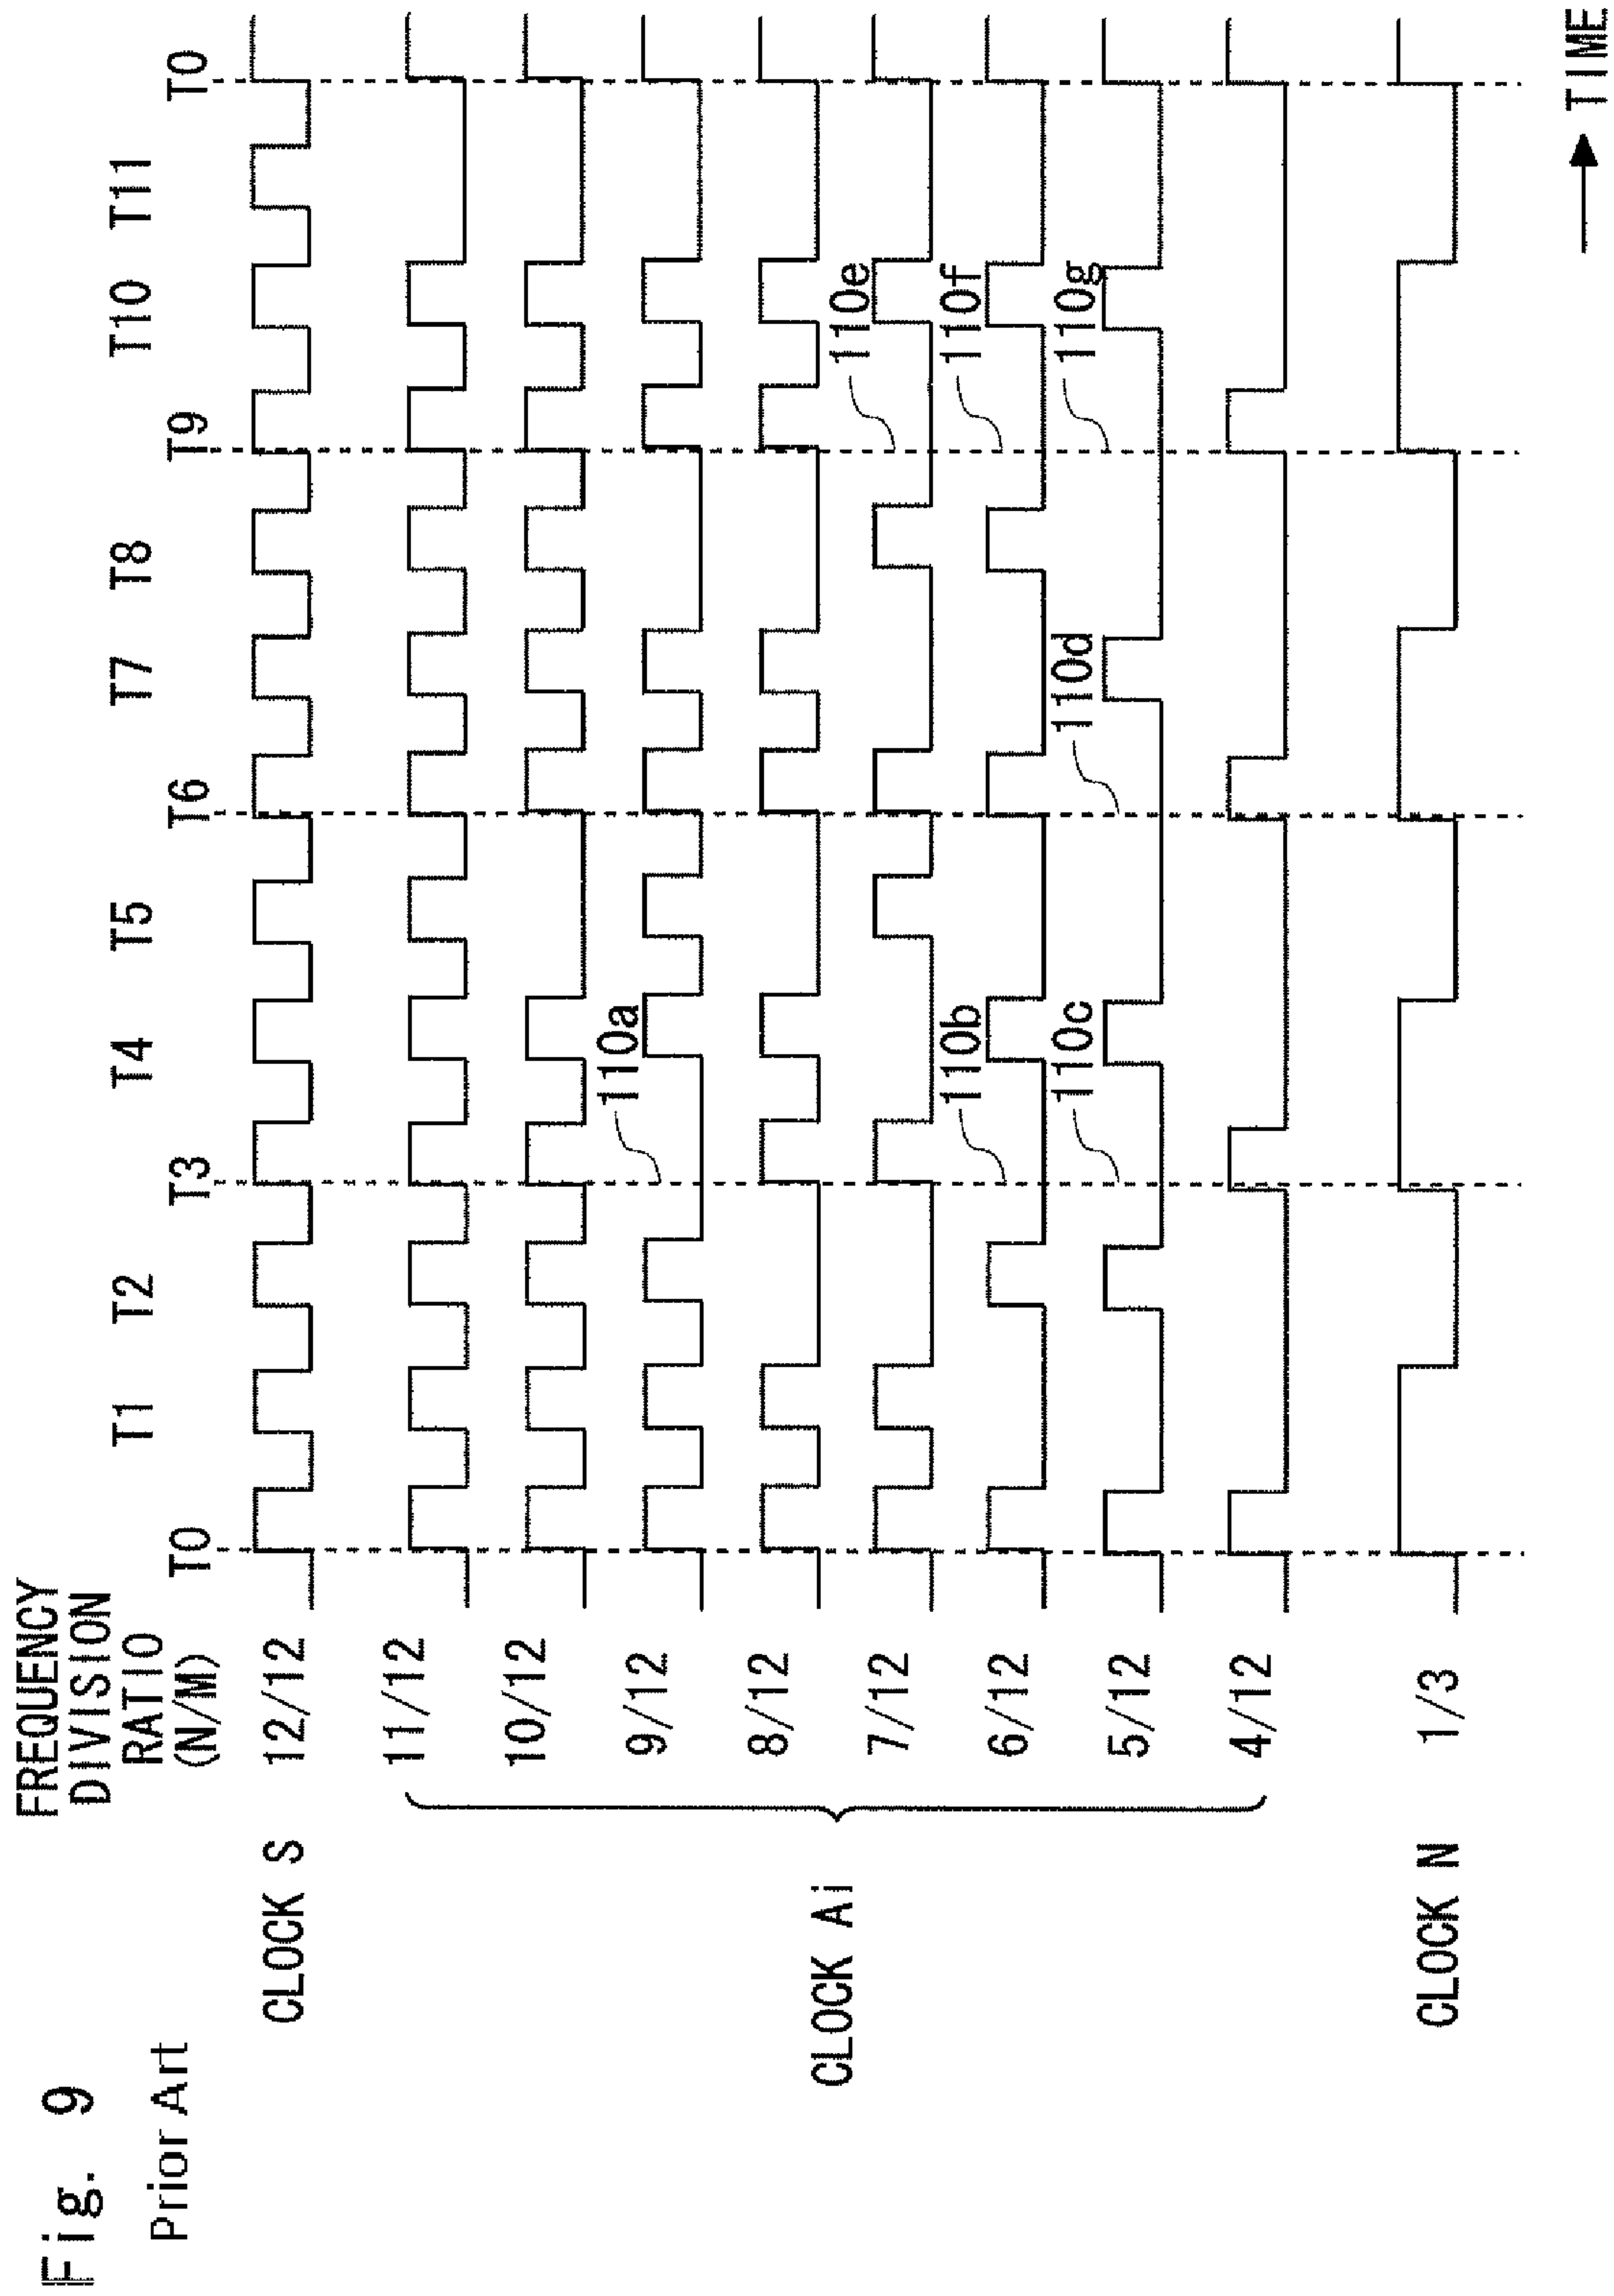 Fig. 9
Prior Art
FREQUENCY
DIVISION
RATIO
(N/M)
T0 T1 T2 T3 T4 T5 T6 T7 T8 T9 T10 T11 T0
CLOCK S 12/12
11/12
10/12
9/12 110a
8/12
CLOCK Ai
7/12 110e
6/12 110b 110f
5/12 110c 110d 110g
4/12
CLOCK N 1/3
TIME